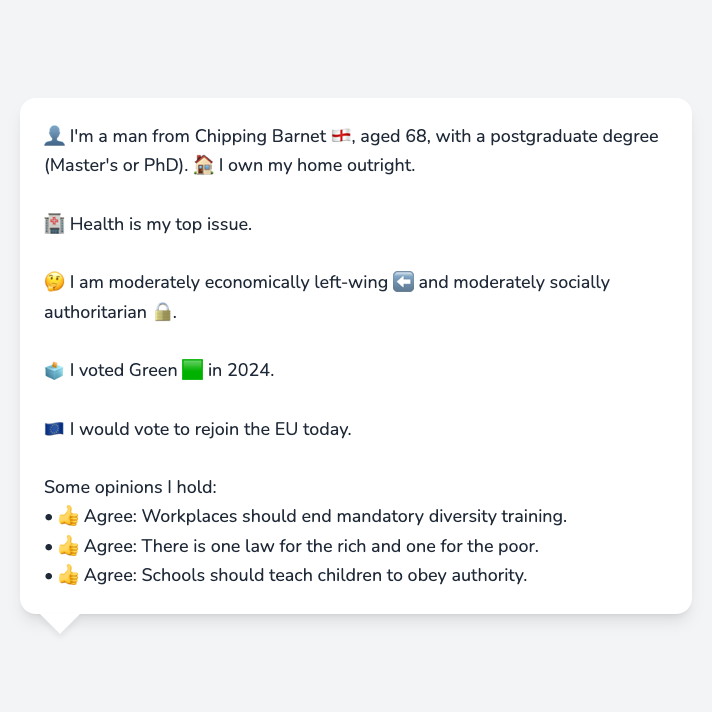 👤 I'm a man from Chipping Barnet 🏴󠁧󠁢󠁥󠁮󠁧󠁿, aged 68, with a postgraduate degree
(Master's or PhD). 🏠 I own my home outright.
🏥 Health is my top issue.
🤔 I am moderately economically left-wing ⬅️ and moderately socially
authoritarian 🔒.
🗳️ I voted Green 🟩 in 2024.
🇪🇺 I would vote to rejoin the EU today.
Some opinions I hold:
• 👍 Agree: Workplaces should end mandatory diversity training.
• 👍 Agree: There is one law for the rich and one for the poor.
• 👍 Agree: Schools should teach children to obey authority.